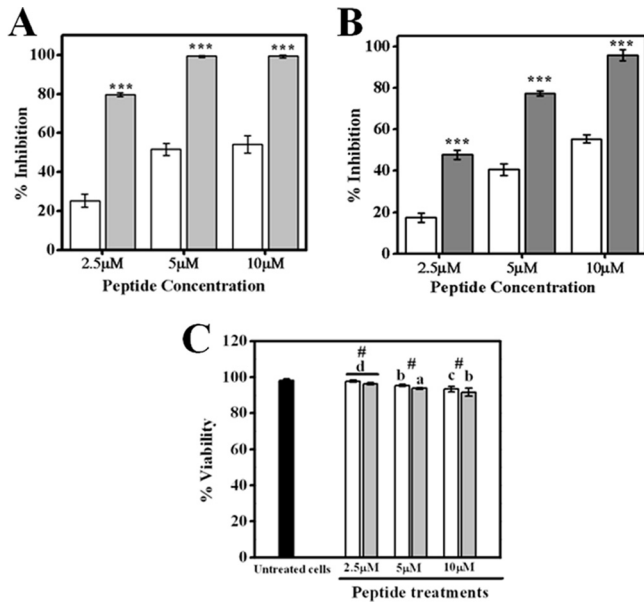 A
% Inhibition
100
80
60
40
20
0
***
***
***
2.5µM
5µM
10µM
Peptide Concentration
B
% Inhibition
100
80
60
40
20
0
***
***
***
2.5µM
5µM
10µM
Peptide Concentration
C
% Viability
120
100
80
60
40
20
0
# # #
d b a c b
Untreated cells
2.5µM
5µM
10µM
Peptide treatments